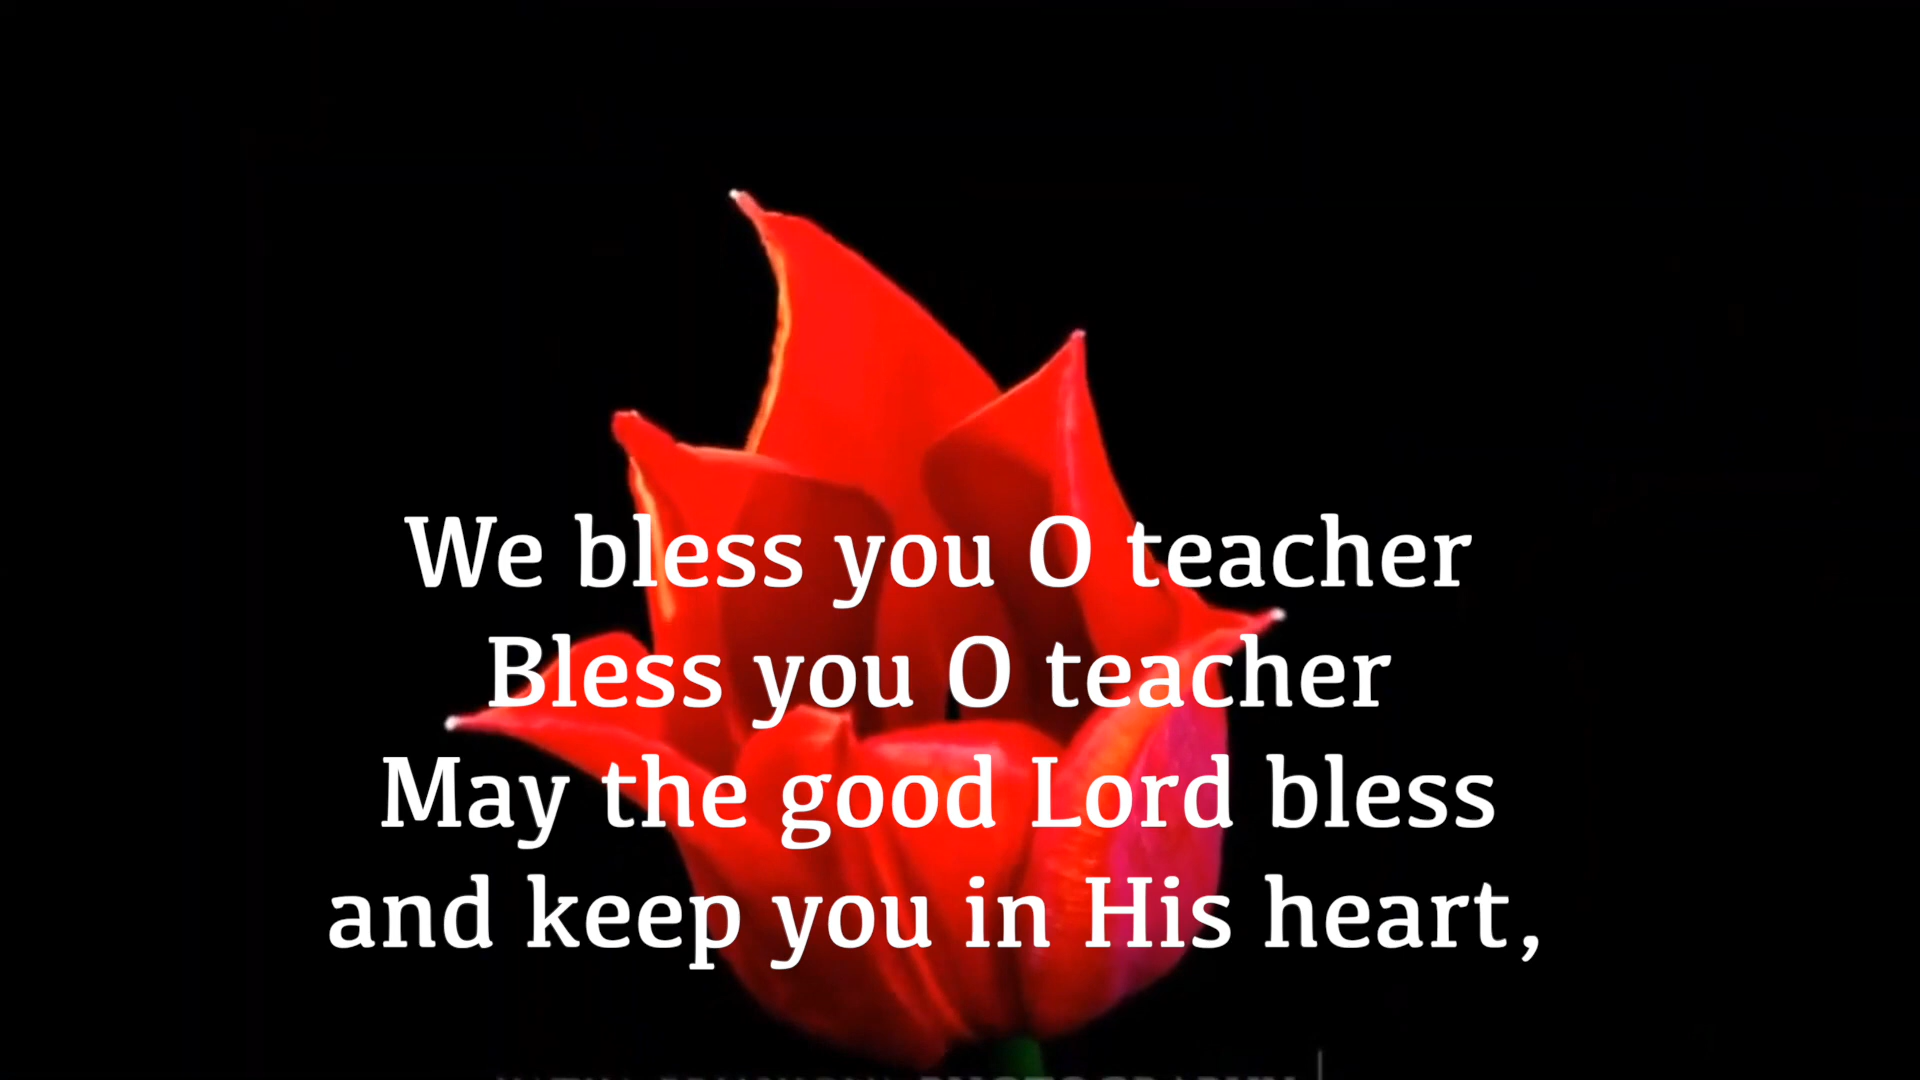 We bless you O teacher
Bless you O teacher
May the good Lord bless
and keep you in His heart,